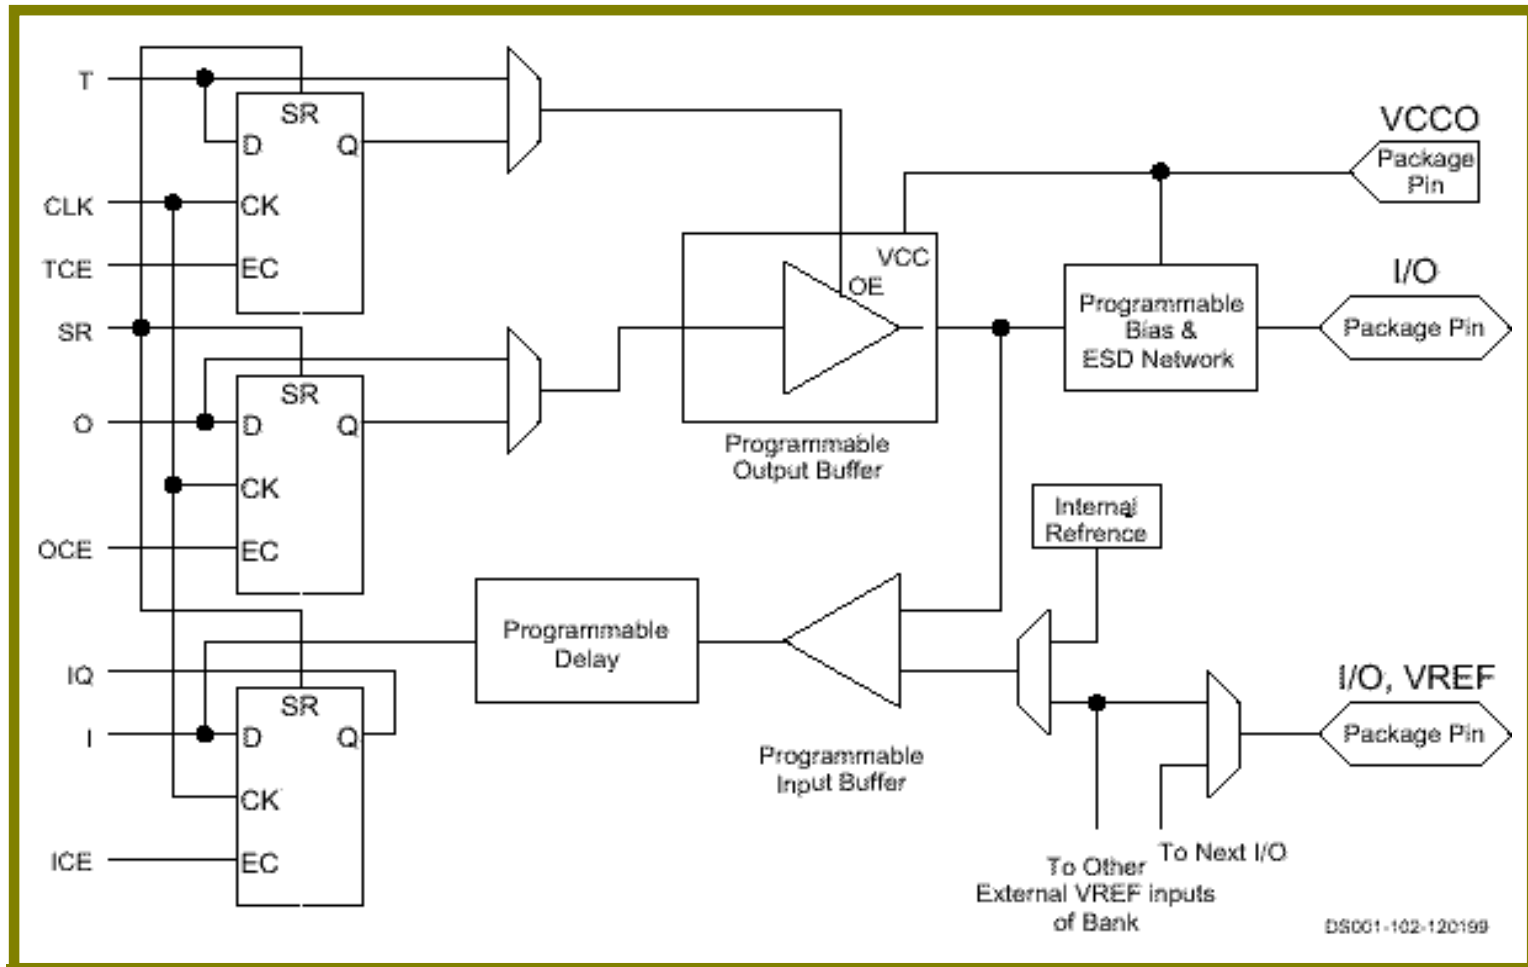 T
SR
D
Q
CLK
CK
TCE
EC
SR
SR
O
D
Q
CK
OCE
EC
IQ
SR
I
D
Q
CK
ICE
EC
VCC
OE
Programmable
Output Buffer
VCCO
Package
Pin
I/O
Programmable
Bias &
ESD Network
Package Pin
Internal
Refrence
Programmable
Delay
Programmable
Input Buffer
I/O, VREF
Package Pin
To Next I/O
To Other
External VREF inputs
of Bank
DS001-102-120199